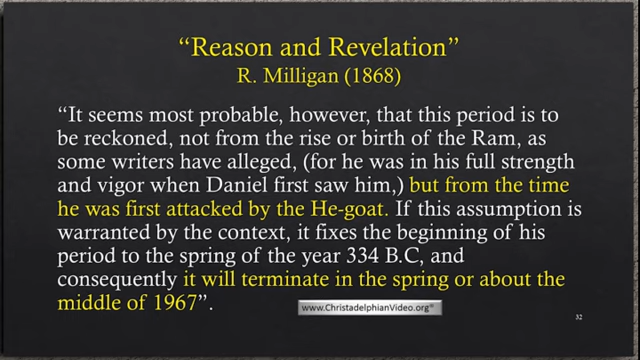 “Reason and Revelation”
R. Milligan (1868)
“It seems most probable, however, that this period is to
be reckoned, not from the rise or birth of the Ram, as
some writers have alleged, (for he was in his full strength
and vigor when Daniel first saw him,) but from the time
he was first attacked by the He-goat. If this assumption is
warranted by the context, it fixes the beginning of his
period to the spring of the year 334 B.C, and
consequently it will terminate in the spring or about the
middle of 1967”.
www.ChristadelphianVideo.org®
32